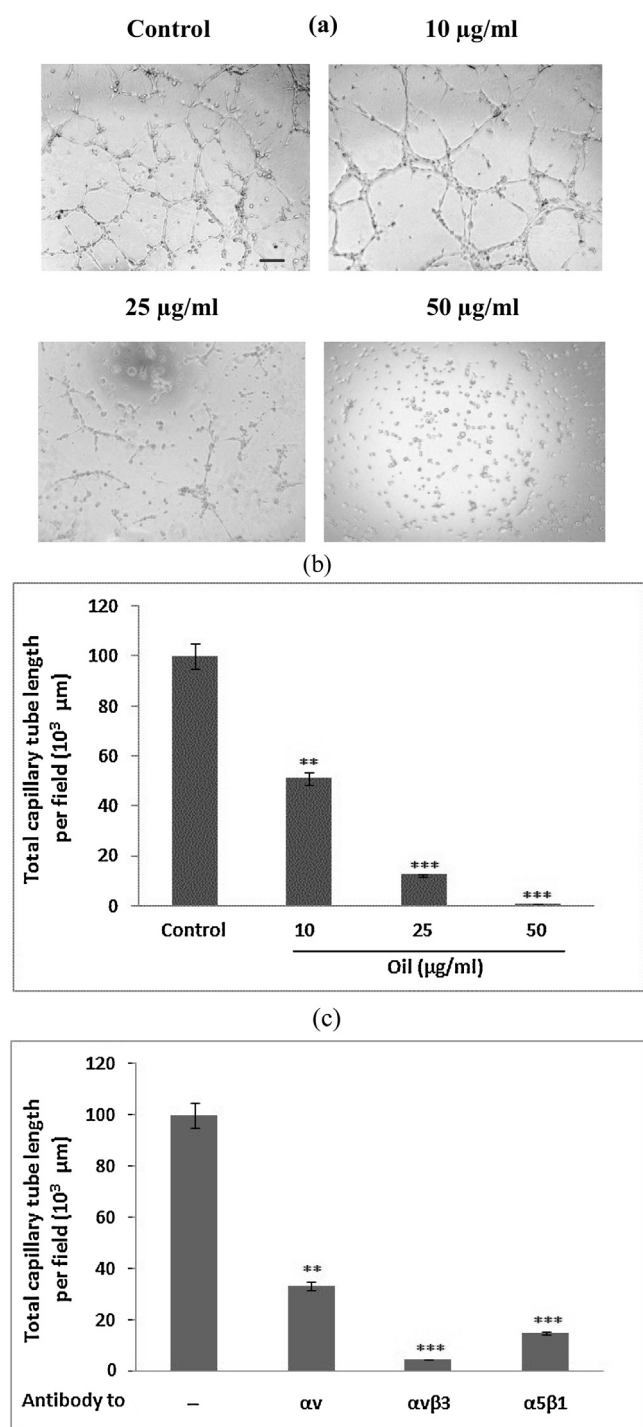 Control (a) 10 μg/ml
25 μg/ml 50 μg/ml
(b)
Total capillary tube length
per field (10³ μm)
120
100
80
60
40
20
0
**
***
***
Control 10 25 50
Oil (μg/ml)
(c)
Total capillary tube length
per field (10³ μm)
120
100
80
60
40
20
0
**
***
***
Antibody to – αv αvβ3 α5β1